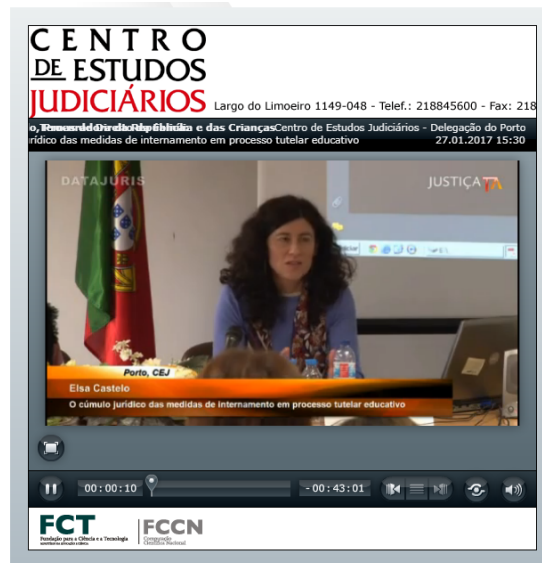 CENTRO
DE ESTUDOS
JUDICIÁRIOS
Largo do Limoeiro 1149-048 - Telef.: 218845600 - Fax: 218
e das Crianças Centro de Estudos Judiciários - Delegação do Porto
rídico das medidas de internamento em processo tutelar educativo
27.01.2017 15:30
DATAJURIS
JUSTIÇA
Porto, CEJ
Elsa Castelo
O cúmulo jurídico das medidas de internamento em processo tutelar educativo
00:00:10
-00:43:01
FCT
Fundação para a Ciência e a Tecnologia
FCCN
Computação
Científica Nacional